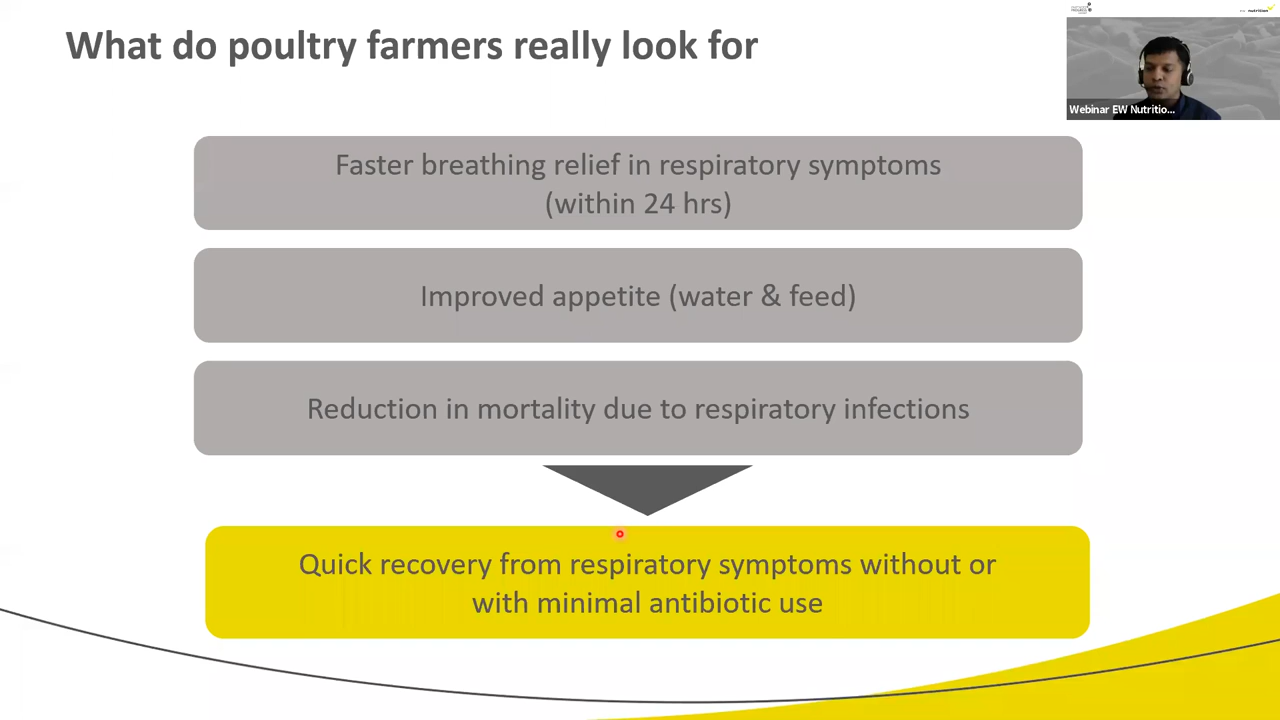 What do poultry farmers really look for
nutrition
Webinar EW Nutritio...
Faster breathing relief in respiratory symptoms
(within 24 hrs)
Improved appetite (water & feed)
Reduction in mortality due to respiratory infections
Quick recovery from respiratory symptoms without or
with minimal antibiotic use